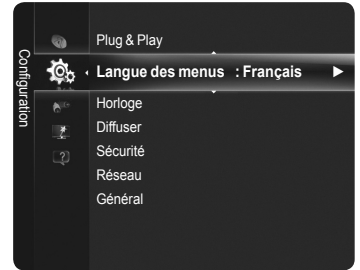 Configuration
Plug & Play
Langue des menus : Français
Horloge
Diffuser
Sécurité
Réseau
Général